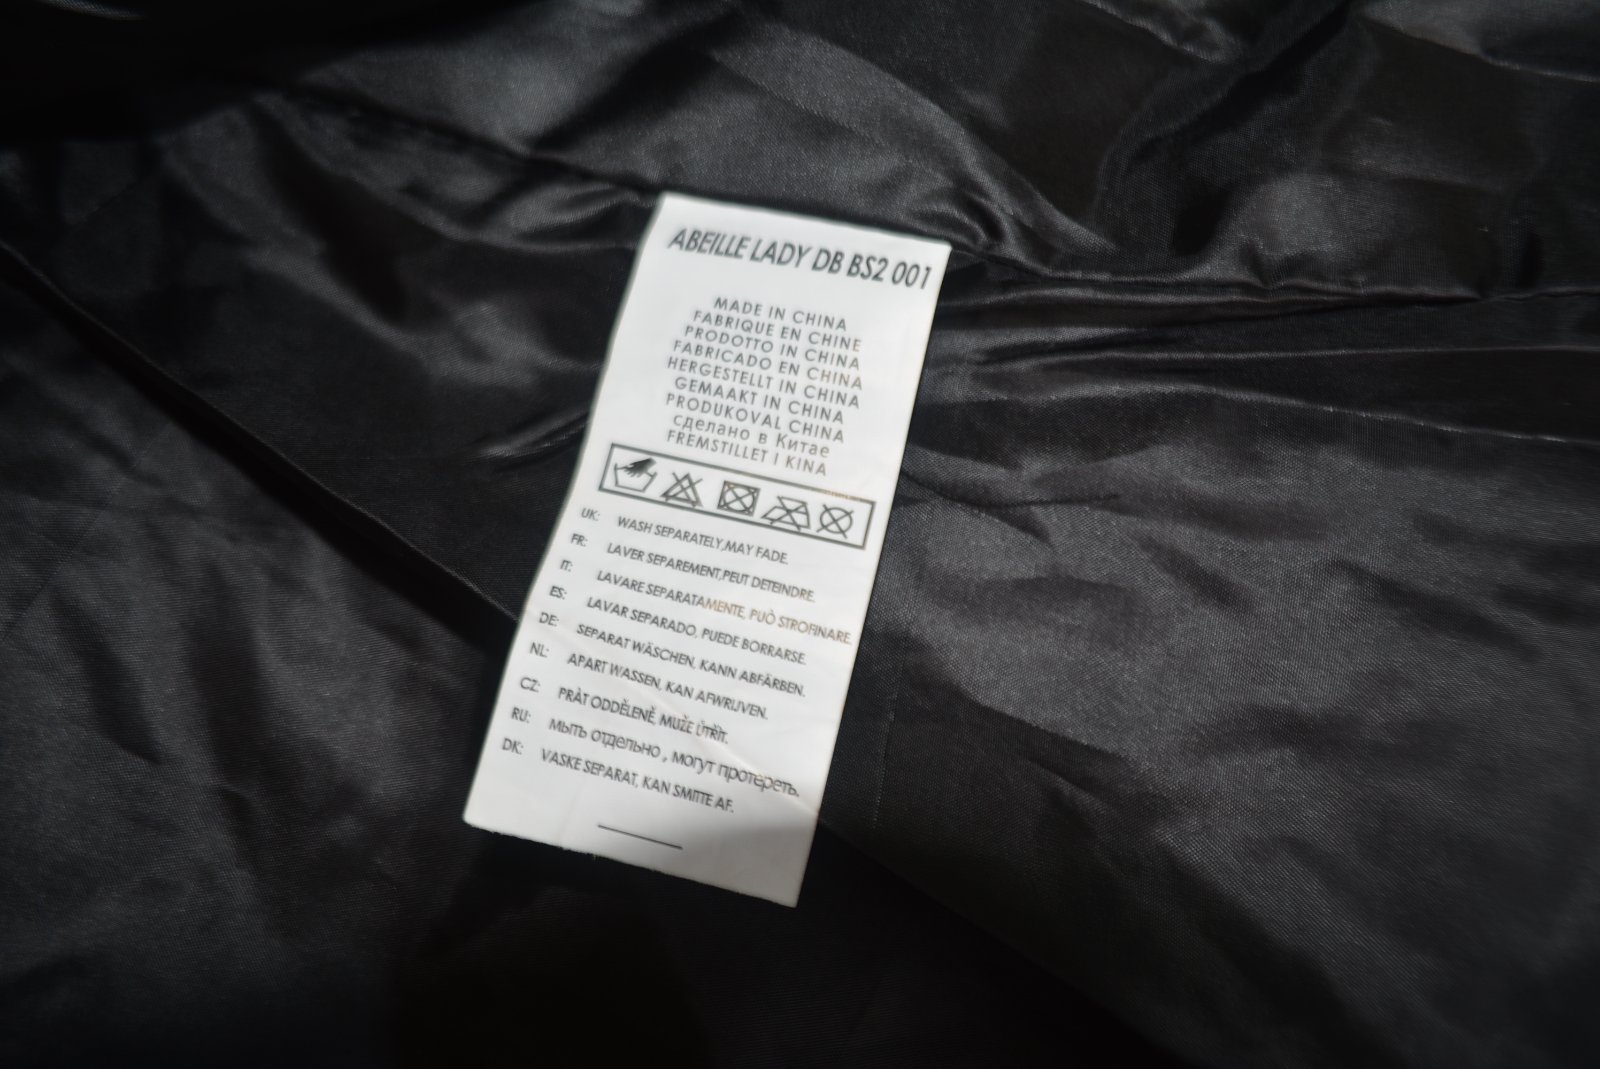 ABEILLE LADY DB BS2 001
MADE IN CHINA
FABRIQUE EN CHINE
PRODOTTO IN CHINA
FABRICADO EN CHINA
HERGESTELLT IN CHINA
GEMAAKT IN CHINA
PRODUKOVAL CHINA
сделано в Китае
FREMSTILLET I KINA
UK: WASH SEPARATELY,MAY FADE.
FR: LAVER SEPAREMENT,PEUT DETEINDRE.
IT: LAVARE SEPARATAMENTE, PUÒ STROFINARE.
ES: LAVAR SEPARADO, PUEDE BORRARSE.
DE: SEPARAT WÄSCHEN, KANN ABFÄRBEN.
NL: APART WASSEN, KAN AFWRIJVEN.
CZ: PRÀT ODDĚLENĚ, MUŽE ÙTŘÍT.
RU: мыть отдельно , могут протереть.
DK: VASKE SEPARAT, KAN SMITTE AF.